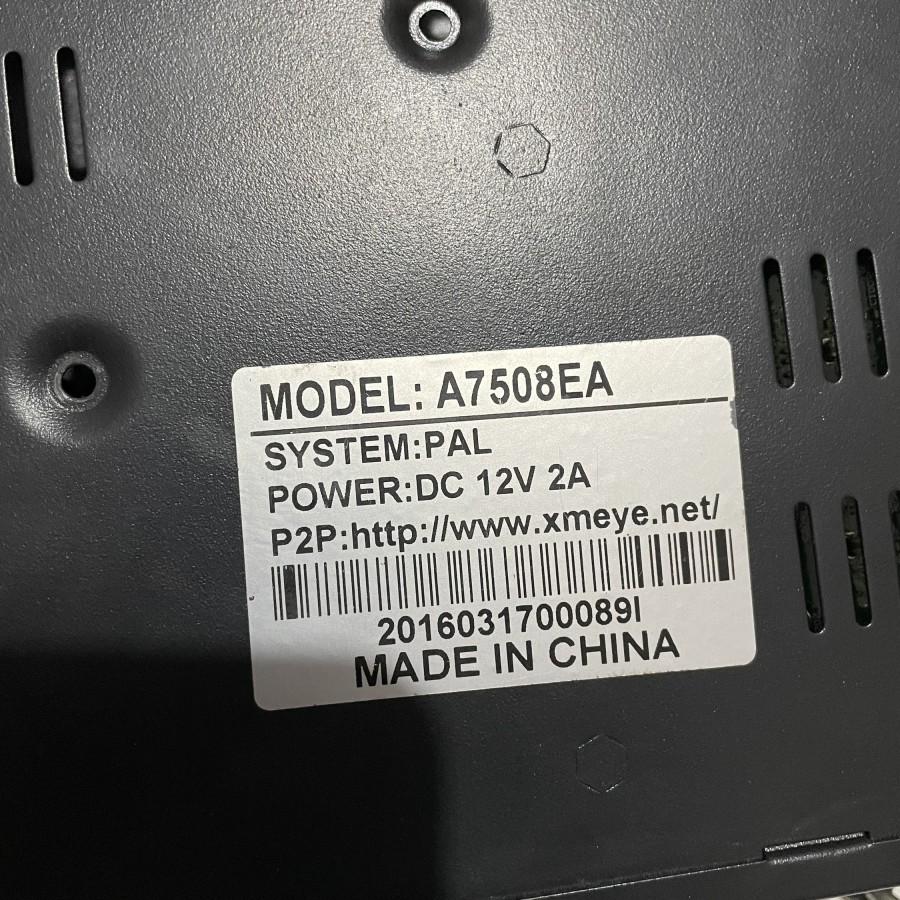 MODEL: A7508EA
SYSTEM:PAL
POWER:DC 12V 2A
P2P:http://www.xmeye.net/
2016031700089I
MADE IN CHINA